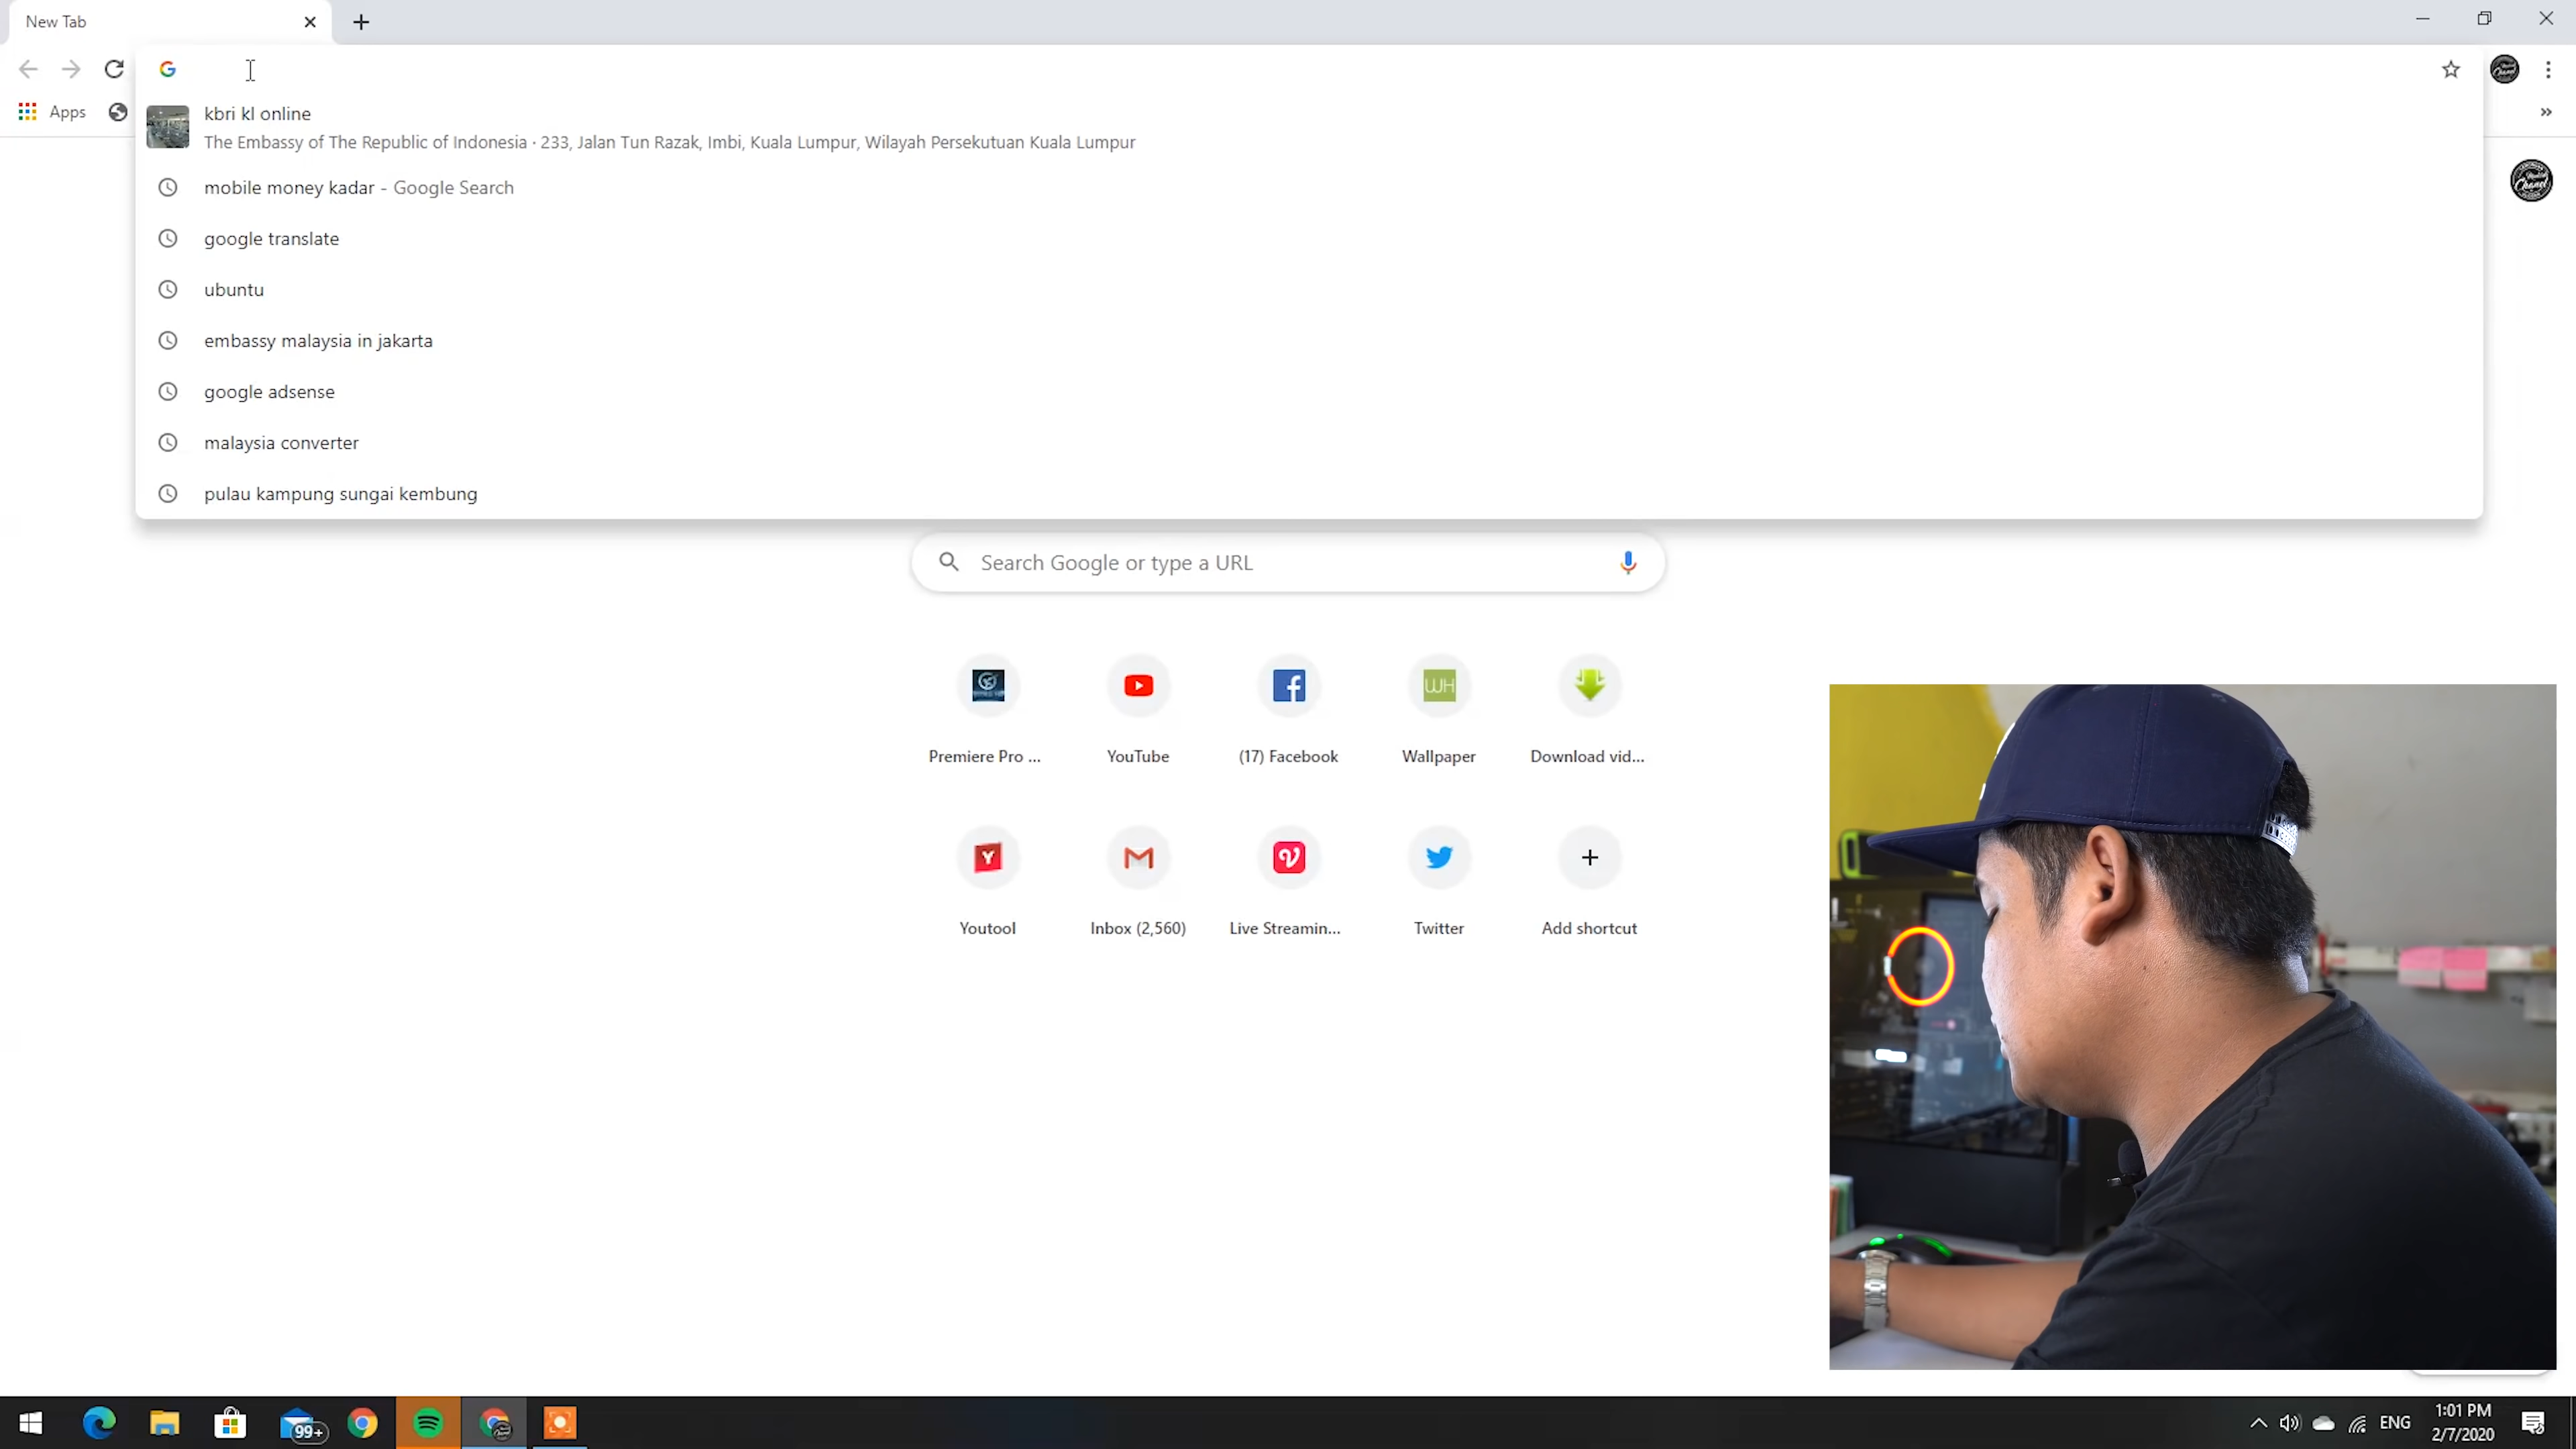 New Tab
Apps
kbri kl online
The Embassy of The Republic of Indonesia · 233, Jalan Tun Razak, Imbi, Kuala Lumpur, Wilayah Persekutuan Kuala Lumpur
mobile money kadar - Google Search
google translate
ubuntu
embassy malaysia in jakarta
google adsense
malaysia converter
pulau kampung sungai kembung
Search Google or type a URL
WH
Premiere Pro ...
YouTube
(17) Facebook
Wallpaper
Download vid...
Youtool
Inbox (2,560)
Live Streamin...
Twitter
Add shortcut
99+
ENG
1:01 PM
2/7/2020